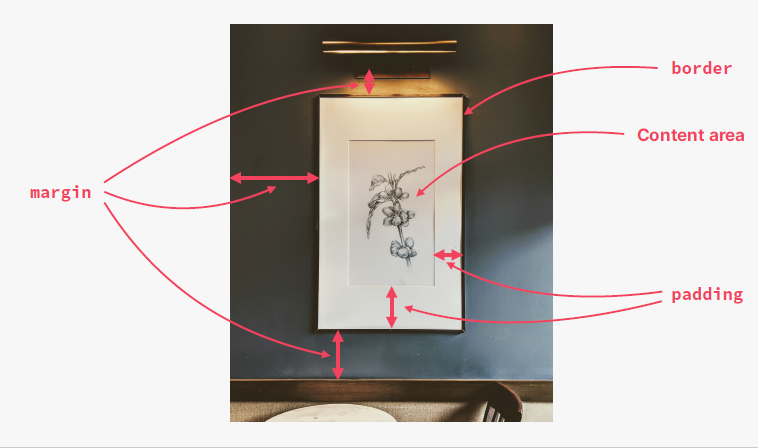 border
Content area
margin
padding